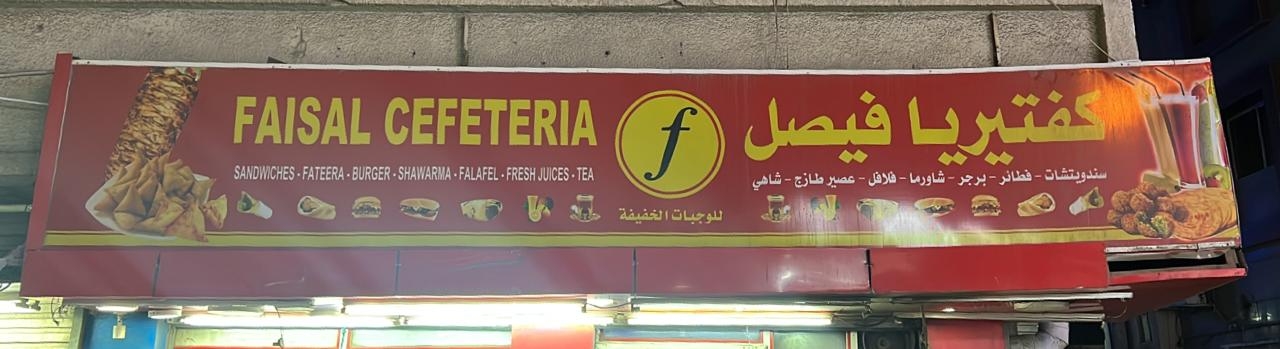 FAISAL CEFETERIA
SANDWICHES - FATEERA - BURGER - SHAWARMA - FALAFEL - FRESH JUICES - TEA
f
للوجبات الخفيفة
كفتيريا فيصل
سندويتشات - فطائر - برجر - شاورما - فلافل - عصير طازج - شاهي